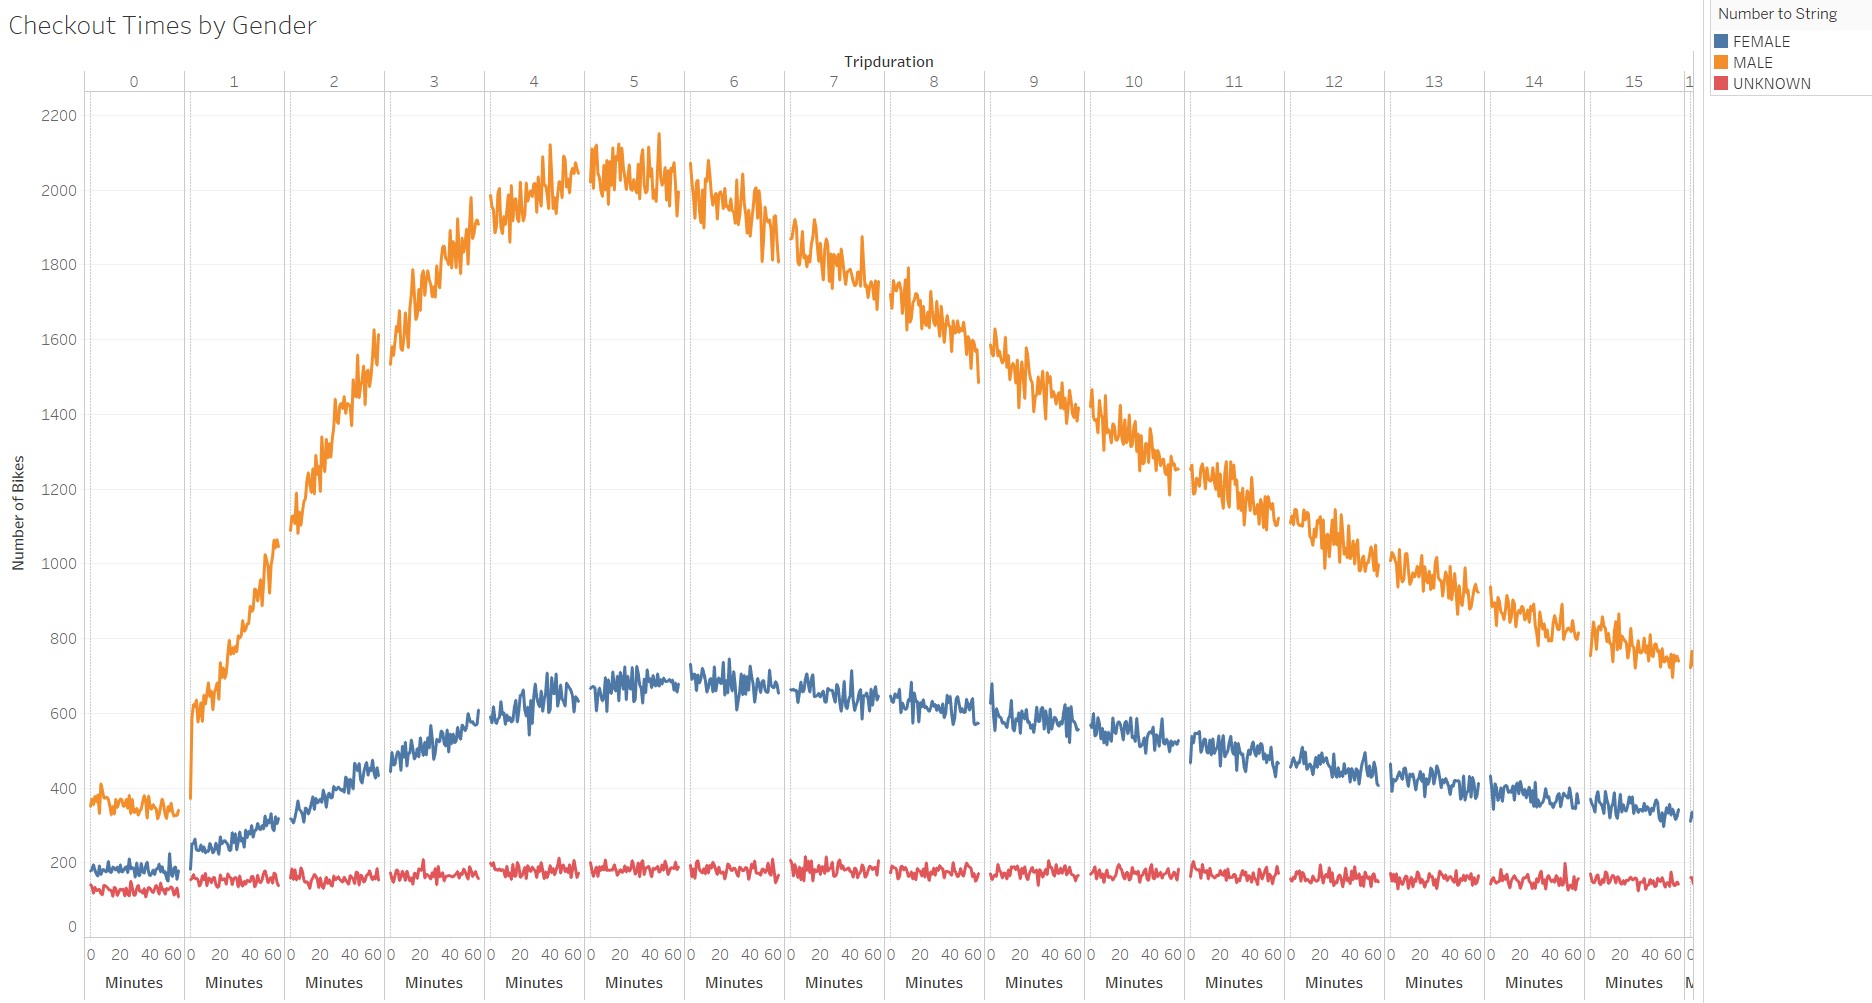 Checkout Times by Gender
Tripduration
0 1 2 3 4 5 6 7 8 9 10 11 12 13 14 15 1
2200
2000
1800
1600
1400
1200
1000
800
600
400
200
0
Number of Bikes
0 20 40 60 0 20 40 60 0 20 40 60 0 20 40 60 0 20 40 60 0 20 40 60 0 20 40 60 0 20 40 60 0 20 40 60 0 20 40 60 0 20 40 60 0 20 40 60 0 20 40 60 0 20 40 60 0 20 40 60 0 20 40 60 0
Minutes Minutes Minutes Minutes Minutes Minutes Minutes Minutes Minutes Minutes Minutes Minutes Minutes Minutes Minutes Minutes M
Number to String
FEMALE
MALE
UNKNOWN